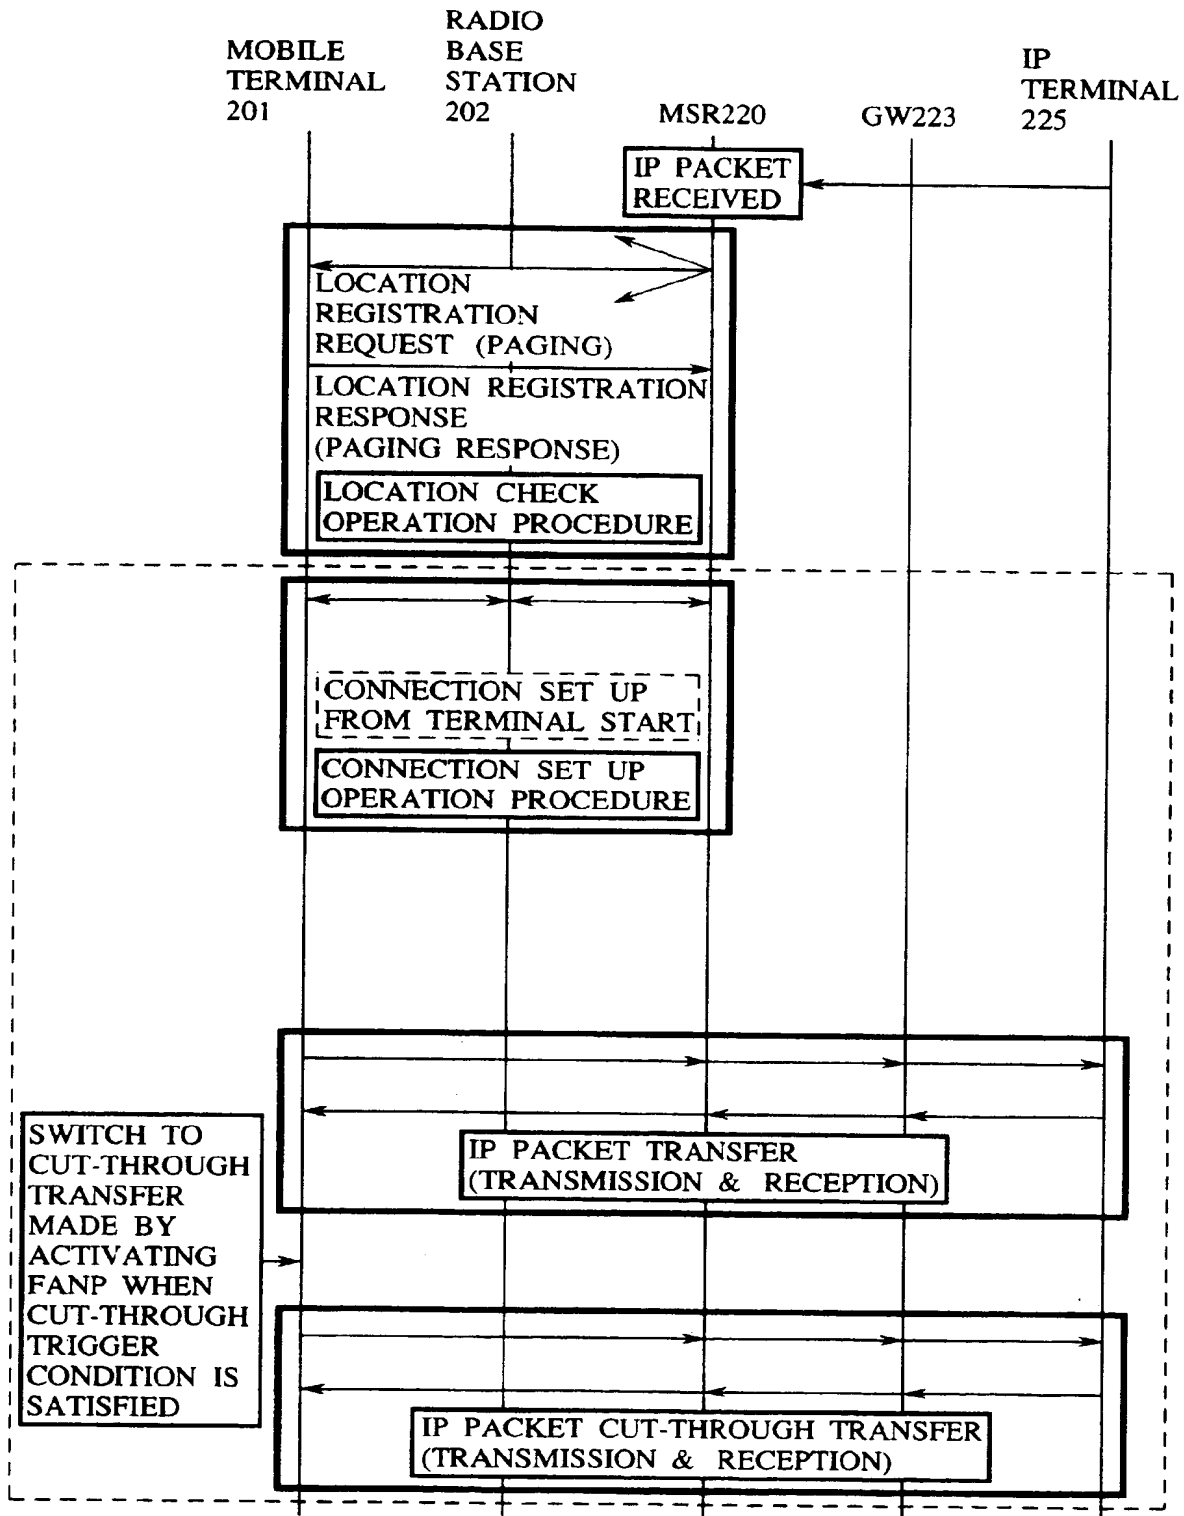 MOBILE
TERMINAL
201
RADIO
BASE
STATION
202
MSR220
GW223
IP
TERMINAL
225
IP PACKET
RECEIVED
LOCATION
REGISTRATION
REQUEST (PAGING)
LOCATION REGISTRATION
RESPONSE
(PAGING RESPONSE)
LOCATION CHECK
OPERATION PROCEDURE
CONNECTION SET UP
FROM TERMINAL START
CONNECTION SET UP
OPERATION PROCEDURE
IP PACKET TRANSFER
(TRANSMISSION & RECEPTION)
SWITCH TO
CUT-THROUGH
TRANSFER
MADE BY
ACTIVATING
FANP WHEN
CUT-THROUGH
TRIGGER
CONDITION IS
SATISFIED
IP PACKET CUT-THROUGH TRANSFER
(TRANSMISSION & RECEPTION)